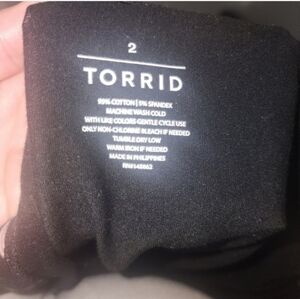 2
TORRID
95% COTTON | 5% SPANDEX
MACHINE WASH COLD
WITH LIKE COLORS GENTLE CYCLE USE
ONLY NON-CHLORINE BLEACH IF NEEDED
TUMBLE DRY LOW
WARM IRON IF NEEDED
MADE IN PHILIPPINES